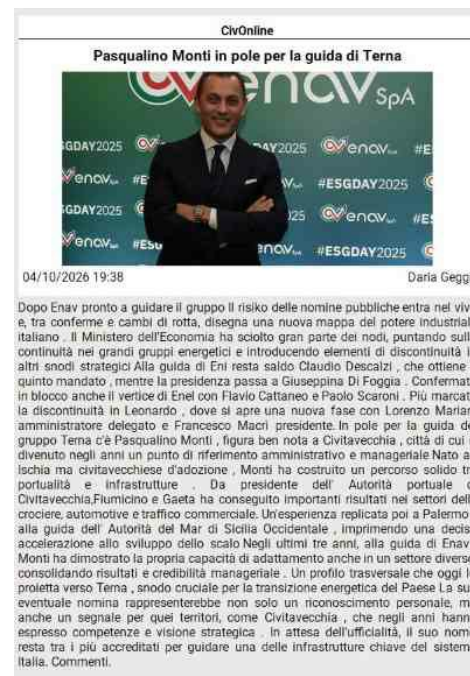 CivOnline
Pasqualino Monti in pole per la guida di Terna
enav SpA
#ESGDAY2025
enav
#ESGDAY2025
enav
#ESGDAY2025
04/10/2026 19:38
Daria Geggi
Dopo Enav pronto a guidare il gruppo Il risiko delle nomine pubbliche entra nel viv
e, tra conferme e cambi di rotta, disegna una nuova mappa del potere industrial
italiano . Il Ministero dell'Economia ha sciolto gran parte dei nodi, puntando sull
continuità nei grandi gruppi energetici e introducendo elementi di discontinuità i
altri snodi strategici Alla guida di Eni resta saldo Claudio Descalzi , che ottiene
quinto mandato , mentre la presidenza passa a Giuseppina Di Foggia . Confermat
in blocco anche il vertice di Enel con Flavio Cattaneo e Paolo Scaroni . Più marcat
la discontinuità in Leonardo , dove si apre una nuova fase con Lorenzo Marian
amministratore delegato e Francesco Macrì presidente. In pole per la guida de
gruppo Terna c'è Pasqualino Monti , figura ben nota a Civitavecchia , città di cui
divenuto negli anni un punto di riferimento amministrativo e manageriale Nato a
Ischia ma civitavecchiese d'adozione , Monti ha costruito un percorso solido tr
portualità e infrastrutture . Da presidente dell' Autorità portuale d
Civitavecchia,Fiumicino e Gaeta ha conseguito importanti risultati nei settori dell
crociere, automotive e traffico commerciale. Un'esperienza replicata poi a Palermo
alla guida dell' Autorità del Mar di Sicilia Occidentale , imprimendo una decis
accelerazione allo sviluppo dello scalo Negli ultimi tre anni, alla guida di Enav
Monti ha dimostrato la propria capacità di adattamento anche in un settore diverso
consolidando risultati e credibilità manageriale . Un profilo trasversale che oggi l
proietta verso Terna , snodo cruciale per la transizione energetica del Paese La su
eventuale nomina rappresenterebbe non solo un riconoscimento personale, m
anche un segnale per quei territori, come Civitavecchia , che negli anni hann
espresso competenze e visione strategica . In attesa dell'ufficialità, il suo nom
resta tra i più accreditati per guidare una delle infrastrutture chiave del sistem
Italia. Commenti.